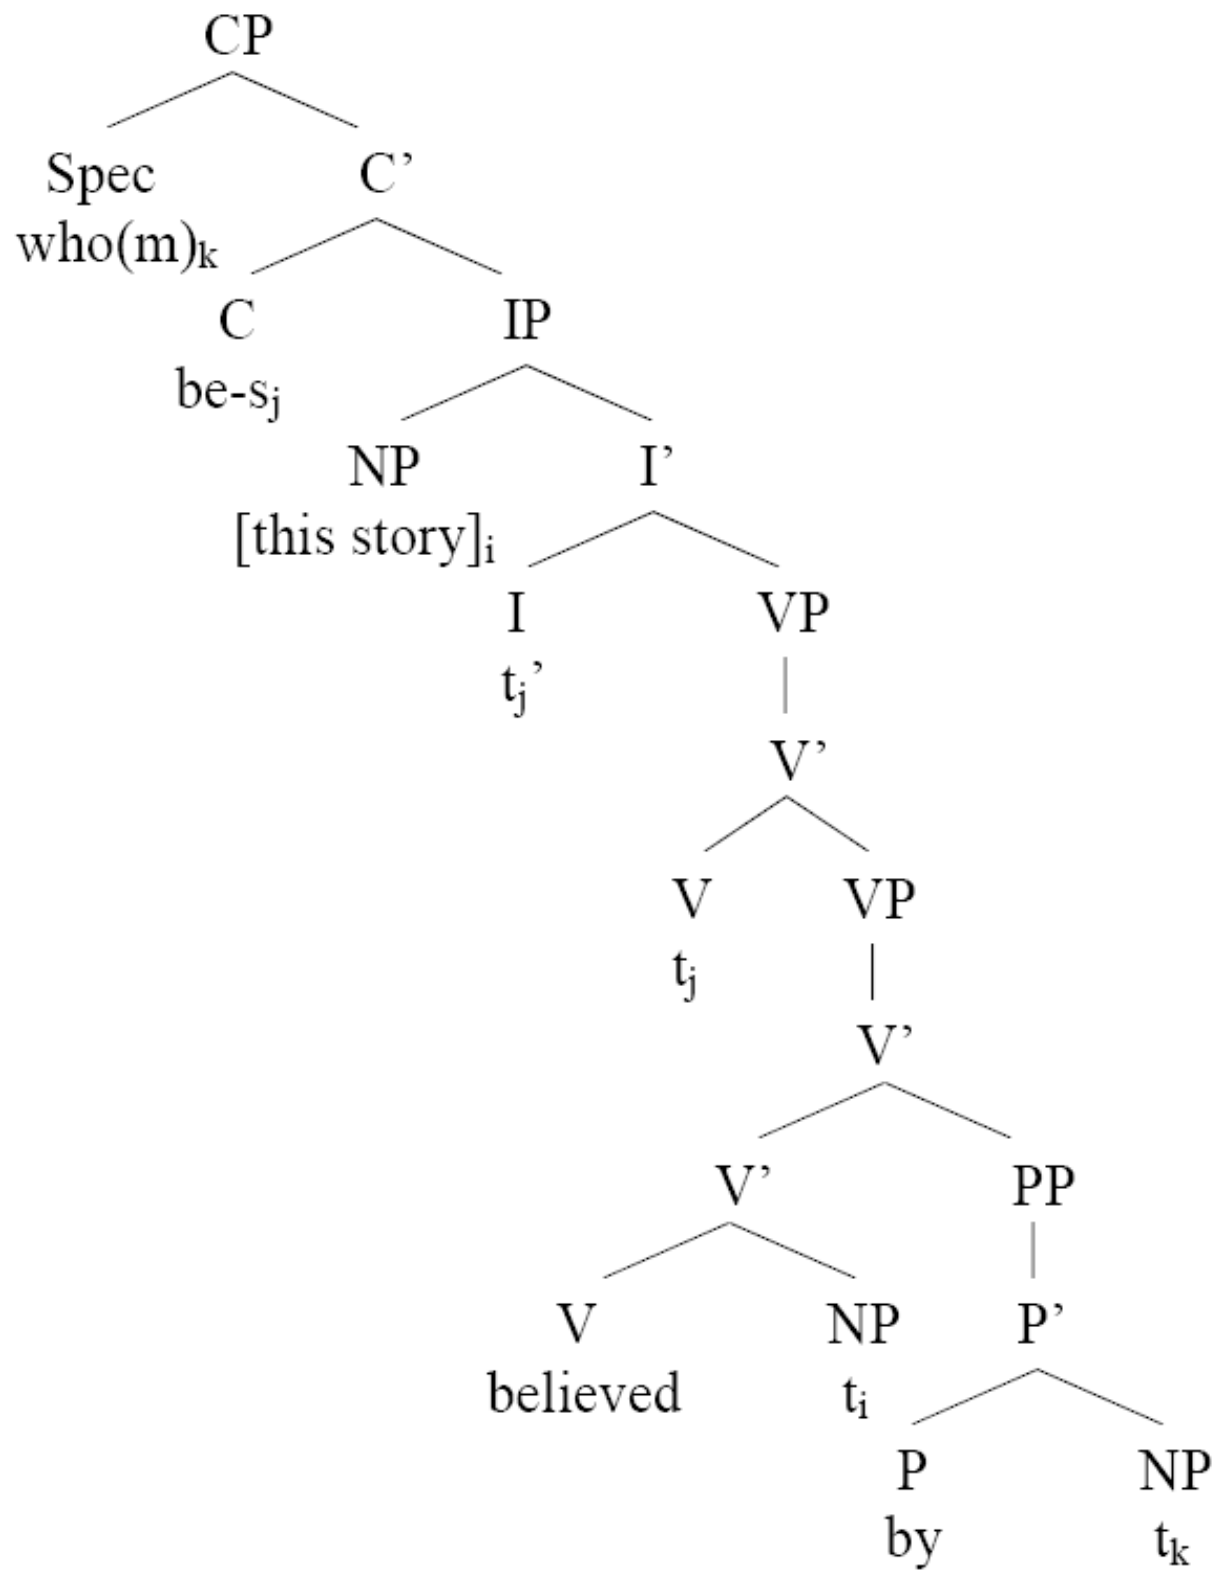 CP
Spec C’
who(m)k
C IP
be-sj
NP I’
[this story]i
I VP
tj’
V’
V VP
tj
V’
V’ PP
V NP P’
believed ti
P NP
by tk